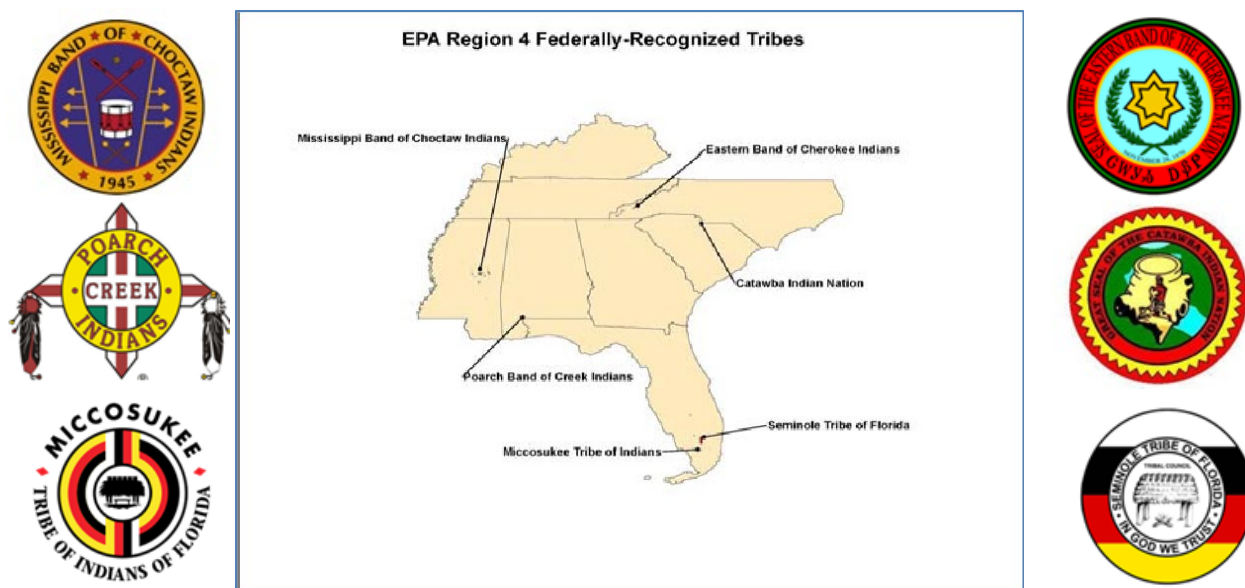 MISSISSIPPI BAND OF CHOCTAW INDIANS
1945
POARCH
CREEK
INDIANS
MICCOSUKEE
TRIBE OF INDIANS OF FLORIDA
EPA Region 4 Federally-Recognized Tribes
Mississippi Band of Choctaw Indians
Eastern Band of Cherokee Indians
Catawba Indian Nation
Poarch Band of Creek Indians
Seminole Tribe of Florida
Miccosukee Tribe of Indians
SEAL OF THE EASTERN BAND OF THE CHEROKEE NATION
ᏣᎳᎩ ᎠᏰᎵ
GREAT SEAL OF THE CATAWBA INDIAN NATION
SEMINOLE TRIBE OF FLORIDA
TRIBAL COUNCIL
IN GOD WE TRUST